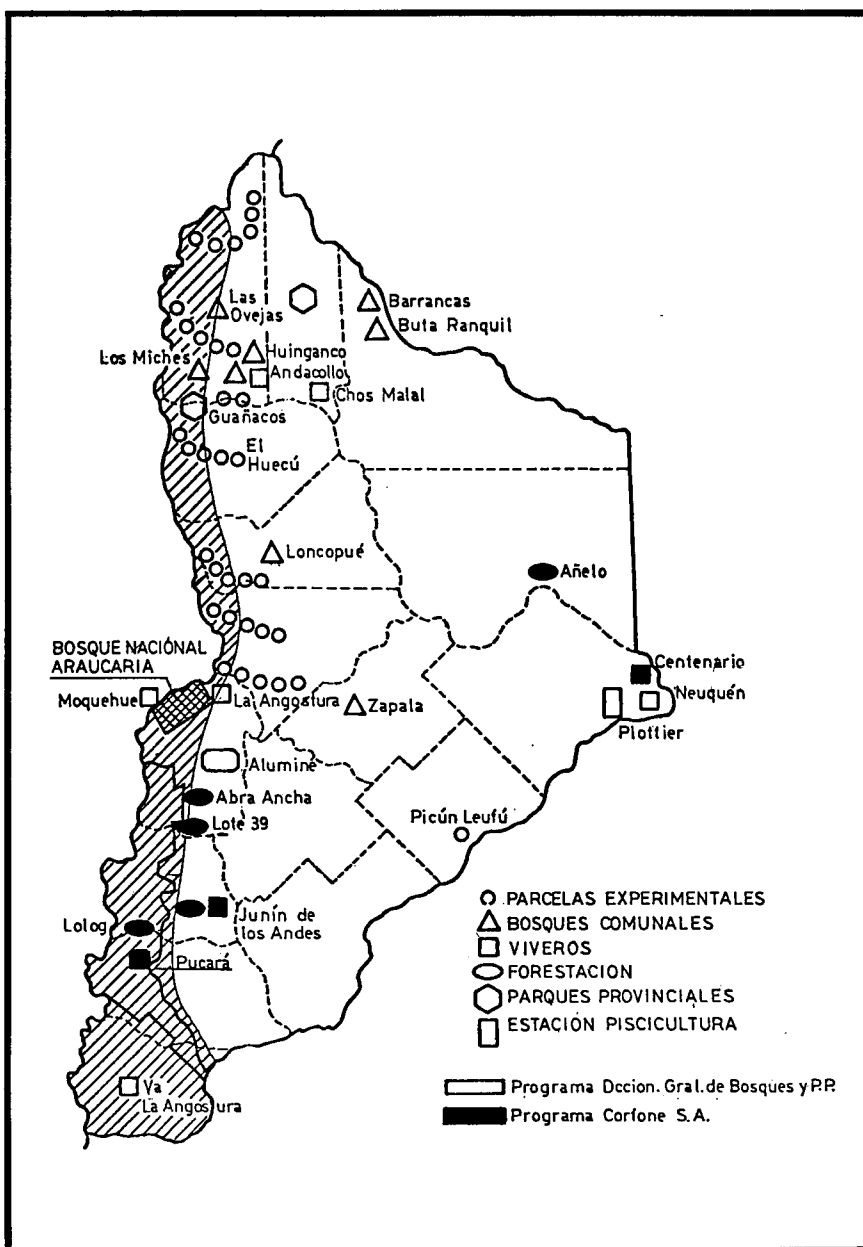 Las
Ovejas
Barrancas
Buta Ranquil
Los Miches
Huinganco
Andacollo
Chos Malal
Guañacos
El
Huecú
Loncopué
Añelo
BOSQUE NACIONAL
ARAUCARIA
Moquehue
La Angostura
Zapala
Centenario
Neuquén
Plottier
Aluminé
Abra Ancha
Lote 39
Picún Leufú
Junín de
los Andes
Lolog
Pucará
Va
La Angostura
PARCELAS EXPERIMENTALES
BOSQUES COMUNALES
VIVEROS
FORESTACION
PARQUES PROVINCIALES
ESTACIÓN PISCICULTURA
Programa Dccion. Gral. de Bosques y P.P.
Programa Corfone S.A.